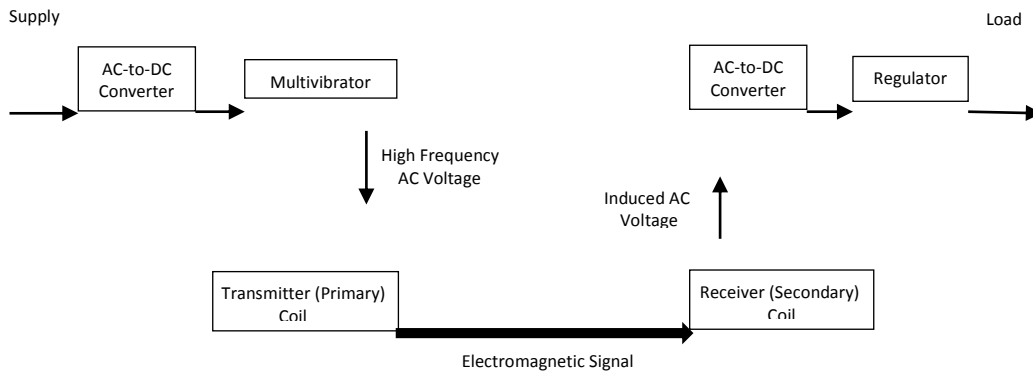 Supply
Load
AC-to-DC
Converter
Multivibrator
AC-to-DC
Converter
Regulator
High Frequency
AC Voltage
Induced AC
Voltage
Transmitter (Primary)
Coil
Receiver (Secondary)
Coil
Electromagnetic Signal